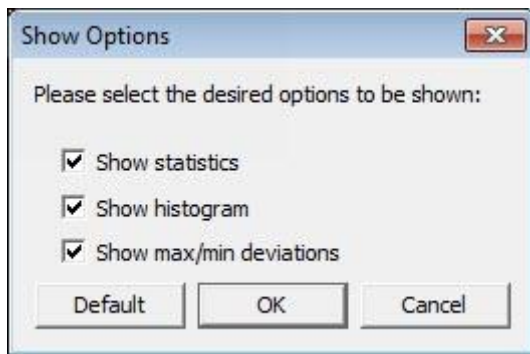 Show Options
Please select the desired options to be shown:
Show statistics
Show histogram
Show max/min deviations
Default OK Cancel